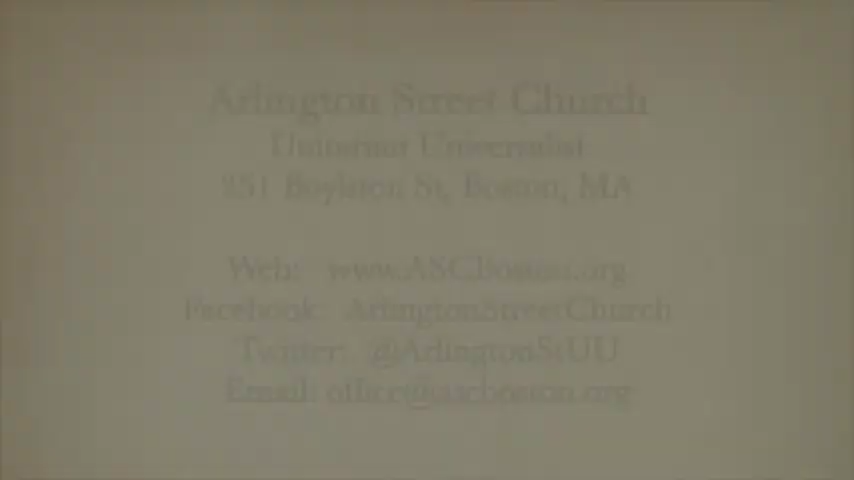 Arlington Street Church
Unitarian Universalist
351 Boylston St, Boston, MA
Web: www.ASCBoston.org
Facebook: ArlingtonStreetChurch
Twitter: @ArlingtonStUU
Email: office@ascboston.org